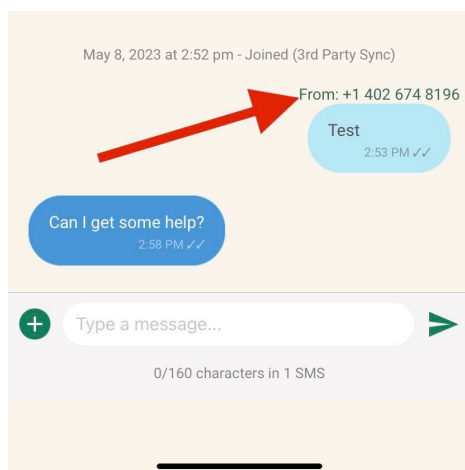 May 8, 2023 at 2:52 pm - Joined (3rd Party Sync)
From: +1 402 674 8196
Test
2:53 PM ✓✓
Can I get some help?
2:58 PM ✓✓
Type a message...
0/160 characters in 1 SMS